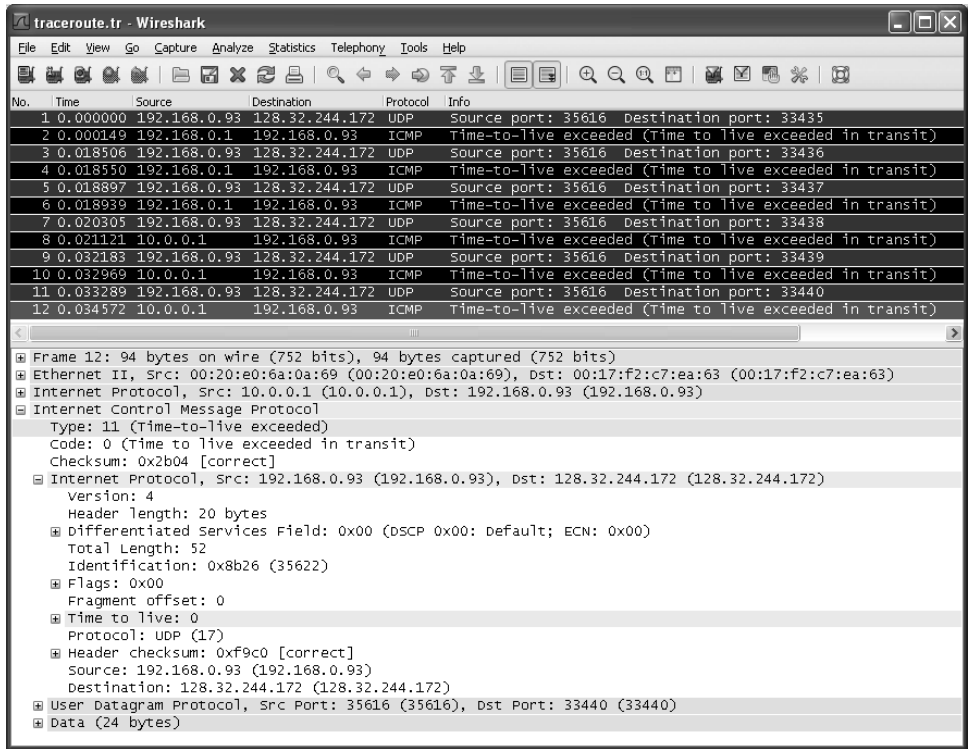 traceroute.tr - Wireshark
File Edit View Go Capture Analyze Statistics Telephony Tools Help
No. Time Source Destination Protocol Info
1 0.000000 192.168.0.93 128.32.244.172 UDP Source port: 35616 Destination port: 33435
2 0.000149 192.168.0.1 192.168.0.93 ICMP Time-to-live exceeded (Time to live exceeded in transit)
3 0.018506 192.168.0.93 128.32.244.172 UDP Source port: 35616 Destination port: 33436
4 0.018550 192.168.0.1 192.168.0.93 ICMP Time-to-live exceeded (Time to live exceeded in transit)
5 0.018897 192.168.0.93 128.32.244.172 UDP Source port: 35616 Destination port: 33437
6 0.018939 192.168.0.1 192.168.0.93 ICMP Time-to-live exceeded (Time to live exceeded in transit)
7 0.020305 192.168.0.93 128.32.244.172 UDP Source port: 35616 Destination port: 33438
8 0.021121 10.0.0.1 192.168.0.93 ICMP Time-to-live exceeded (Time to live exceeded in transit)
9 0.032183 192.168.0.93 128.32.244.172 UDP Source port: 35616 Destination port: 33439
10 0.032969 10.0.0.1 192.168.0.93 ICMP Time-to-live exceeded (Time to live exceeded in transit)
11 0.033289 192.168.0.93 128.32.244.172 UDP Source port: 35616 Destination port: 33440
12 0.034572 10.0.0.1 192.168.0.93 ICMP Time-to-live exceeded (Time to live exceeded in transit)
Frame 12: 94 bytes on wire (752 bits), 94 bytes captured (752 bits)
Ethernet II, Src: 00:20:e0:6a:0a:69 (00:20:e0:6a:0a:69), Dst: 00:17:f2:c7:ea:63 (00:17:f2:c7:ea:63)
Internet Protocol, Src: 10.0.0.1 (10.0.0.1), Dst: 192.168.0.93 (192.168.0.93)
Internet Control Message Protocol
Type: 11 (Time-to-live exceeded)
Code: 0 (Time to live exceeded in transit)
Checksum: 0x2b04 [correct]
Internet Protocol, Src: 192.168.0.93 (192.168.0.93), Dst: 128.32.244.172 (128.32.244.172)
Version: 4
Header length: 20 bytes
Differentiated Services Field: 0x00 (DSCP 0x00: Default; ECN: 0x00)
Total Length: 52
Identification: 0x8b26 (35622)
Flags: 0x00
Fragment offset: 0
Time to live: 0
Protocol: UDP (17)
Header checksum: 0xf9c0 [correct]
Source: 192.168.0.93 (192.168.0.93)
Destination: 128.32.244.172 (128.32.244.172)
User Datagram Protocol, Src Port: 35616 (35616), Dst Port: 33440 (33440)
Data (24 bytes)